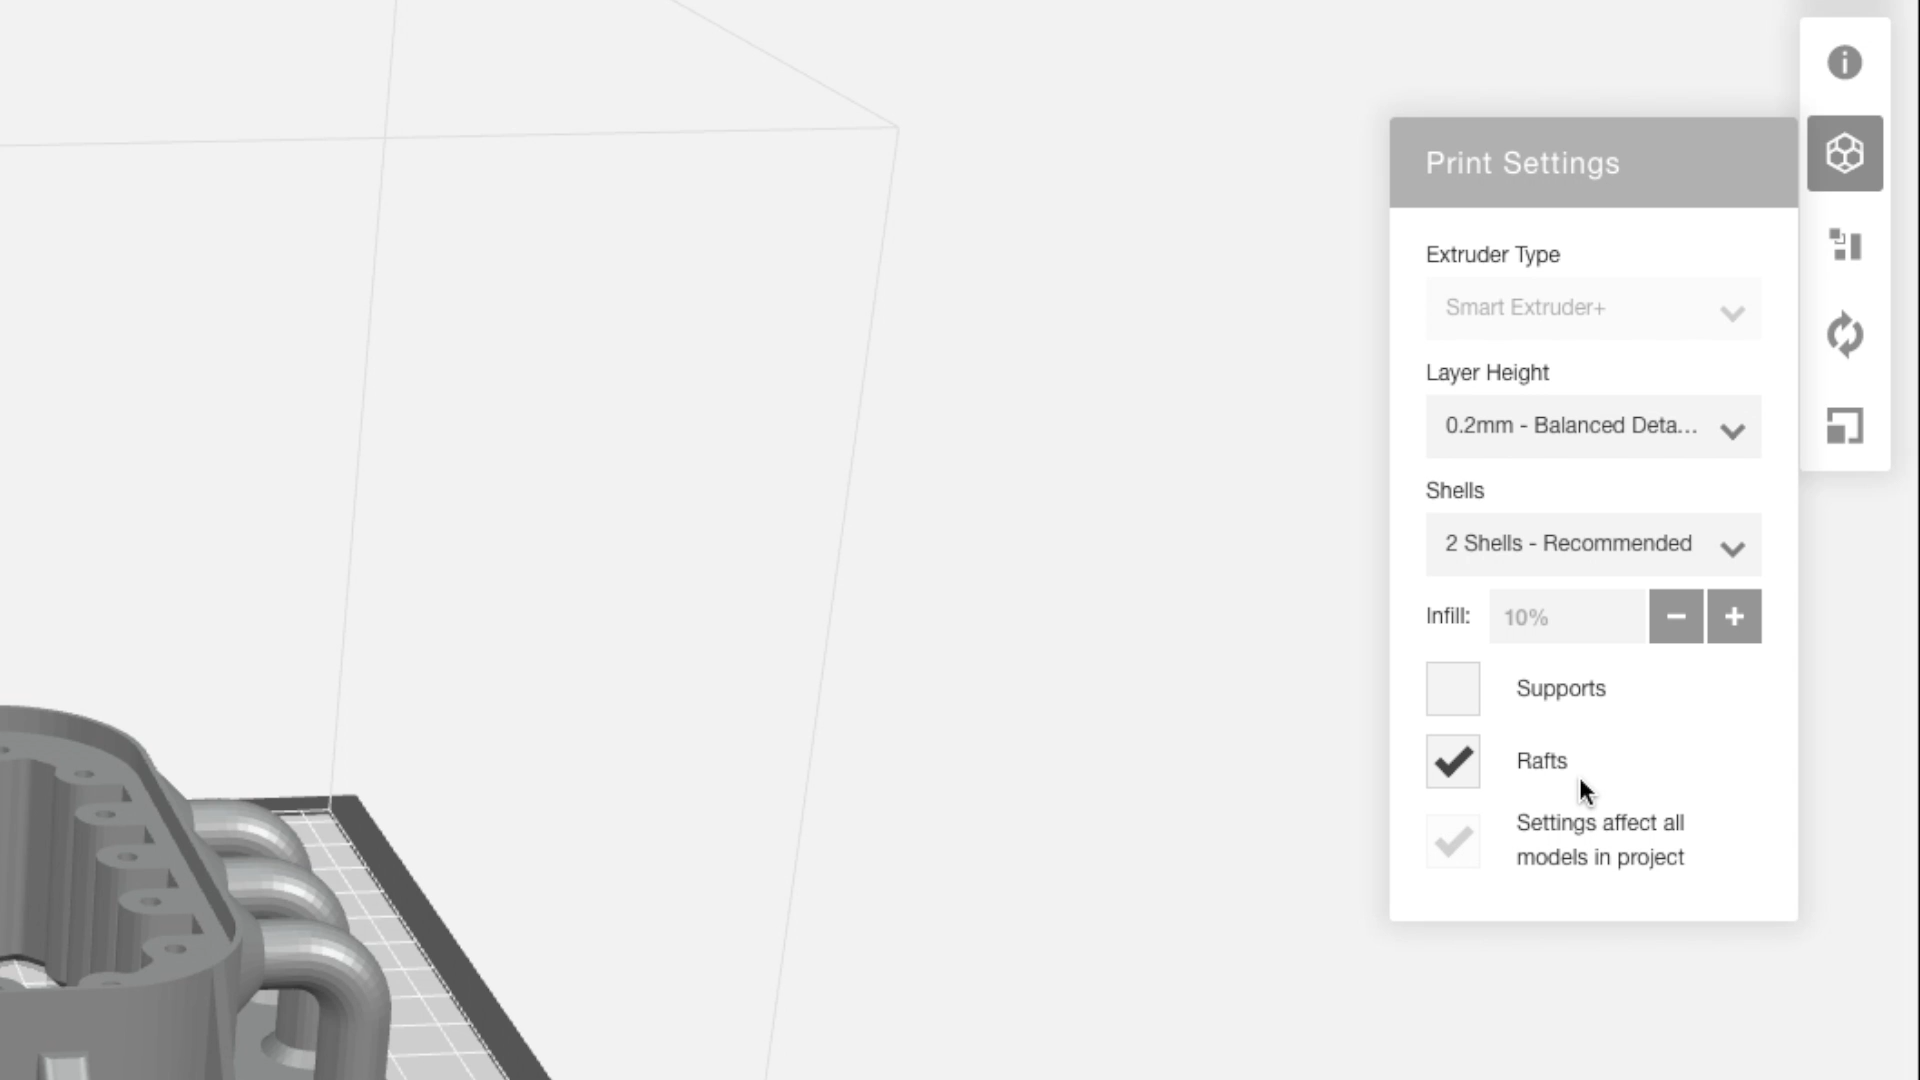 Print Settings
Extruder Type
Smart Extruder+
Layer Height
0.2mm - Balanced Deta...
Shells
2 Shells - Recommended
Infill: 10%
Supports
Rafts
Settings affect all
models in project